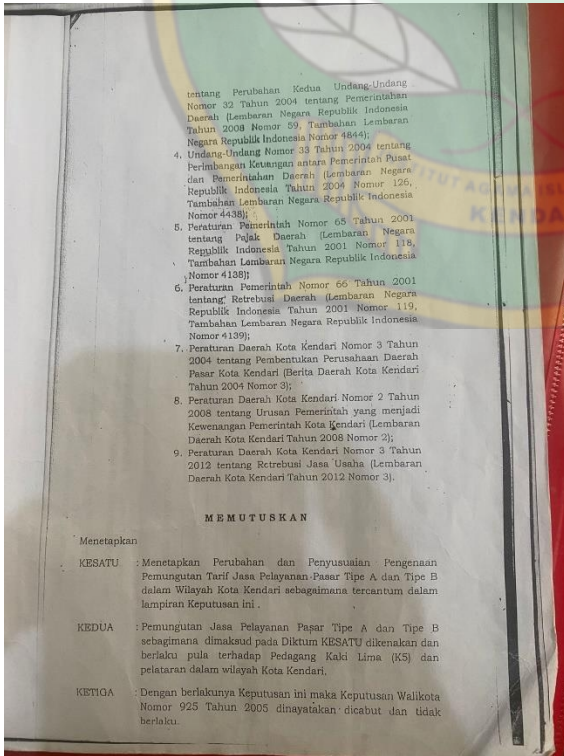 tentang Perubahan Kedua Undang-Undang
Nomor 32 Tahun 2004 tentang Pemerintahan
Daerah (Lembaran Negara Republik Indonesia
Tahun 2008 Nomor 59, Tambahan Lembaran
Negara Republik Indonesia Nomor 4844);
4. Undang-Undang Nomor 33 Tahun 2004 tentang
Perimbangan Keuangan antara Pemerintah Pusat
dan Pemerintahan Daerah (Lembaran Negara
Republik Indonesia Tahun 2004 Nomur 126,
Tambahan Lembaran Negara Republik Indonesia
Nomor 4438);
5. Peraturan Pemerintah Nomor 65 Tahun 2001
tentang Pajak Daerah (Lembaran Negara
Republik Indonesia Tahun 2001 Nomor 118,
Tambahan Lembaran Negara Republik Indonesia
Nomor 4138);
6. Peraturan Pemerintah Nomor 66 Tahun 2001
tentang Retrebusi Daerah (Lembaran Negara
Republik Indonesia Tahun 2001 Nomor 119,
Tambahan Lembaran Negara Republik Indonesia
Nomor 4139);
7. Peraturan Daerah Kota Kendari Nomor 3 Tahun
2004 tentang Pembentukan Perusahaan Daerah
Pasar Kota Kendari (Berita Daerah Kota Kendari
Tahun 2004 Nomor 3);
8. Peraturan Daerah Kota Kendari Nomor 2 Tahun
2008 tentang Urusan Pemerintah yang menjadi
Kewenangan Pemerintah Kota Kendari (Lembaran
Daerah Kota Kendari Tahun 2008 Nomor 2);
9. Peraturan Daerah Kota Kendari Nomor 3 Tahun
2012 tentang Retrebusi Jasa Usaha (Lembaran
Daerah Kota Kendari Tahun 2012 Nomor 3).
MEMUTUSKAN
Menetapkan
KESATU : Menetapkan Perubahan dan Penyusuaian Pengenaan
Pemungutan Tarif Jasa Pelayanan Pasar Tipe A dan Tipe B
dalam Wilayah Kota Kendari sebagaimana tercantum dalam
lampiran Keputusan ini .
KEDUA : Pemungutan Jasa Pelayanan Pasar Tipe A dan Tipe B
sebagaimana dimaksud pada Diktum KESATU dikenakan dan
berlaku pula terhadap Pedagang Kaki Lima (K5) dan
pelataran dalam wilayah Kota Kendari.
KETIGA : Dengan berlakunya Keputusan ini maka Keputusan Walikota
Nomor 925 Tahun 2005 dinayatakan dicabut dan tidak
berlaku.